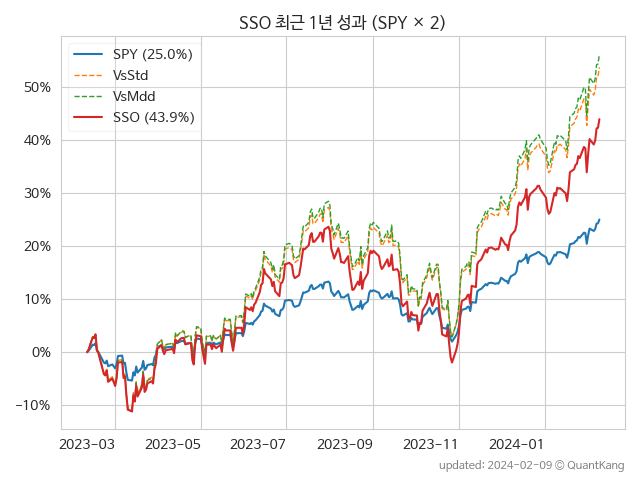 SSO 최근 1년 성과 (SPY × 2)
SPY (25.0%)
VsStd
VsMdd
SSO (43.9%)
50%
40%
30%
20%
10%
0%
−10%
2023-03 2023-05 2023-07 2023-09 2023-11 2024-01
updated: 2024-02-09 © QuantKang